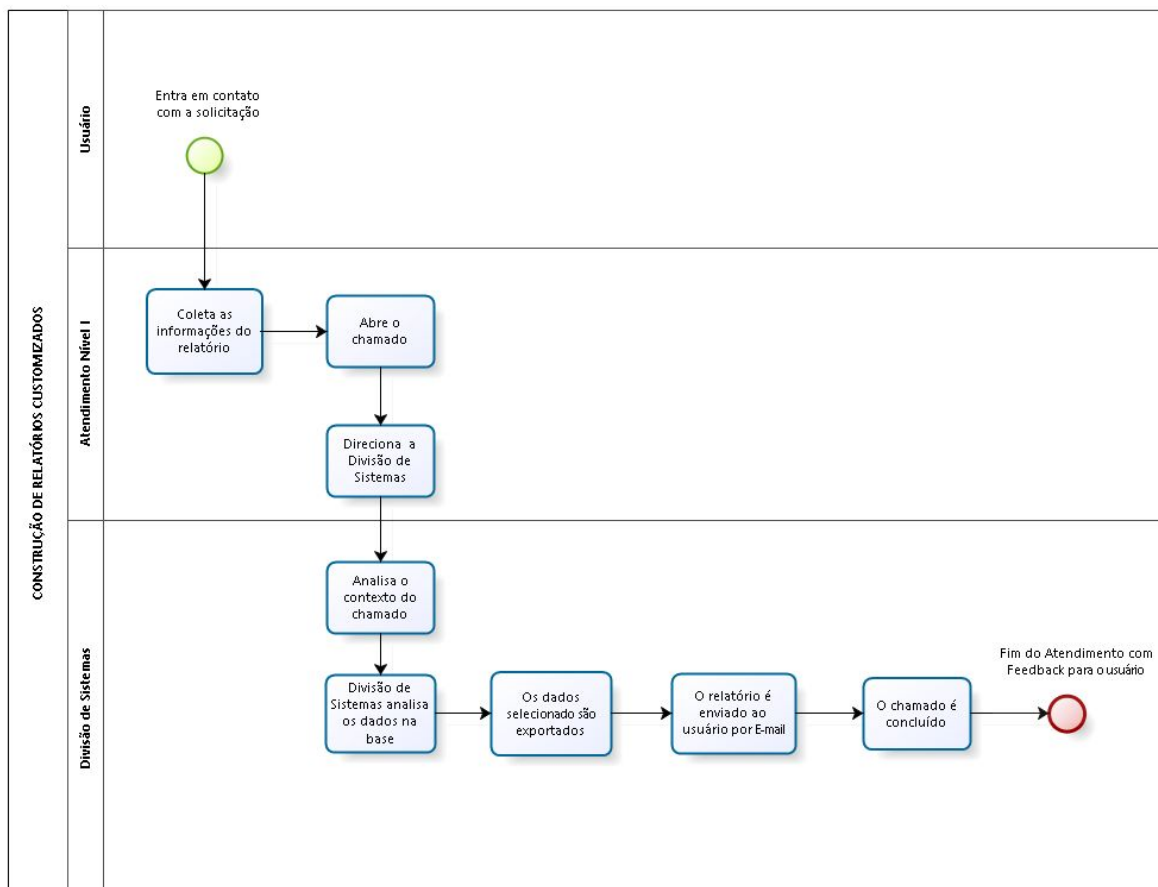 CONSTRUÇÃO DE RELATÓRIOS CUSTOMIZADOS
Usuário
Entra em contato
com a solicitação
Atendimento Nível I
Coleta as
informações do
relatório
Abre o
chamado
Direciona a
Divisão de
Sistemas
Divisão de Sistemas
Analisa o
contexto do
chamado
Divisão de
Sistemas analisa
os dados na
base
Os dados
selecionado são
exportados
O relatório é
enviado ao
usuário por E-mail
O chamado é
concluído
Fim do Atendimento com
Feedback para o usuário